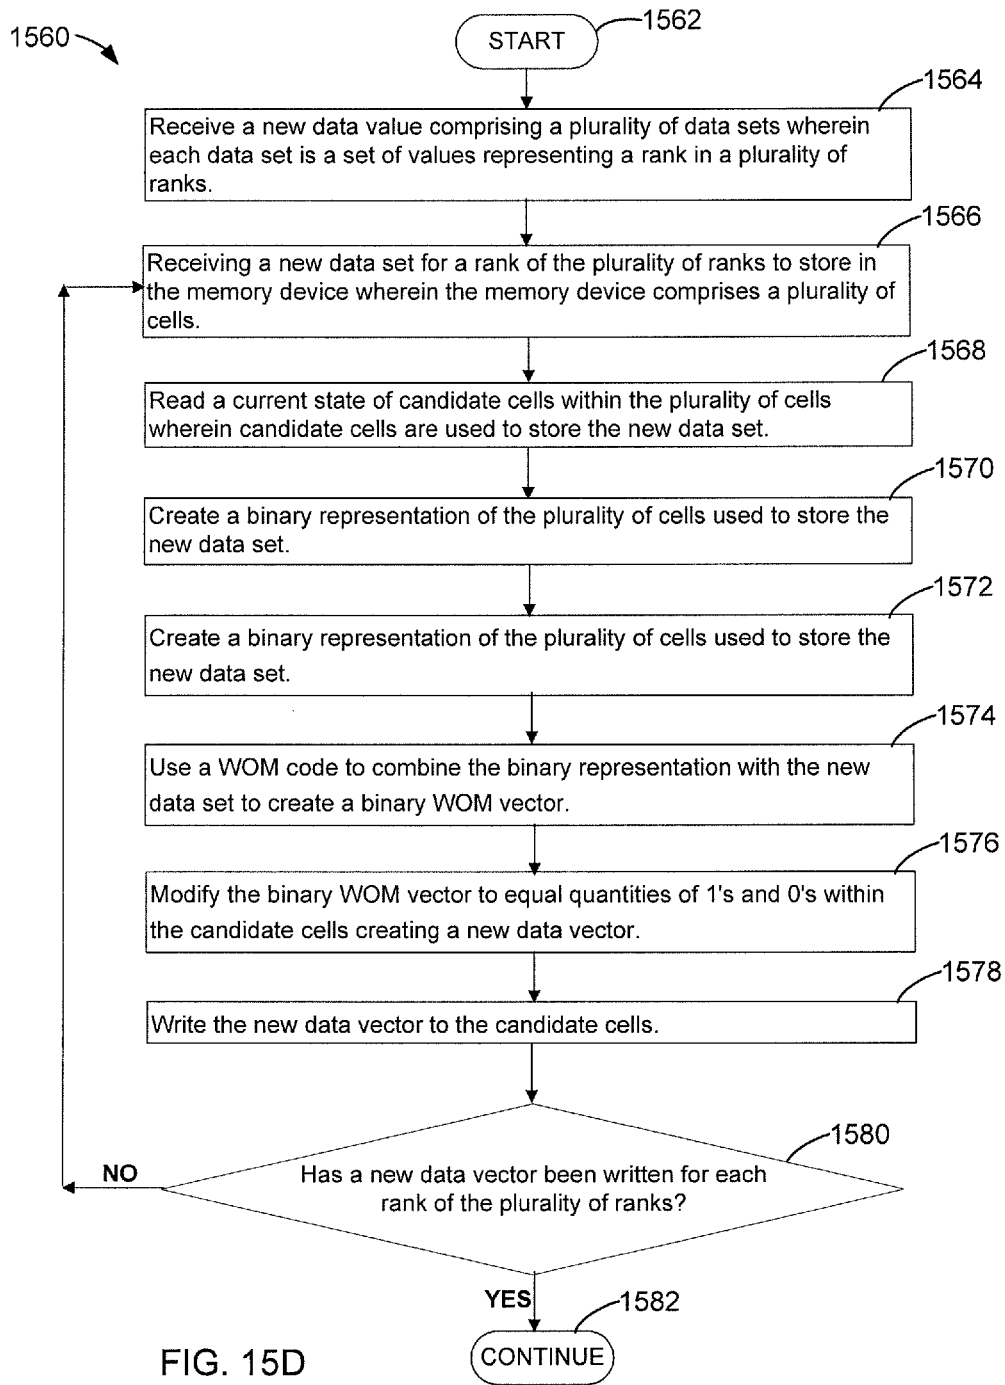 1560
1562
START
1564
Receive a new data value comprising a plurality of data sets wherein
each data set is a set of values representing a rank in a plurality of
ranks.
1566
Receiving a new data set for a rank of the plurality of ranks to store in
the memory device wherein the memory device comprises a plurality of
cells.
1568
Read a current state of candidate cells within the plurality of cells
wherein candidate cells are used to store the new data set.
1570
Create a binary representation of the plurality of cells used to store the
new data set.
1572
Create a binary representation of the plurality of cells used to store the
new data set.
1574
Use a WOM code to combine the binary representation with the new
data set to create a binary WOM vector.
1576
Modify the binary WOM vector to equal quantities of 1's and 0's within
the candidate cells creating a new data vector.
1578
Write the new data vector to the candidate cells.
1580
Has a new data vector been written for each
rank of the plurality of ranks?
NO
YES
1582
CONTINUE
FIG. 15D